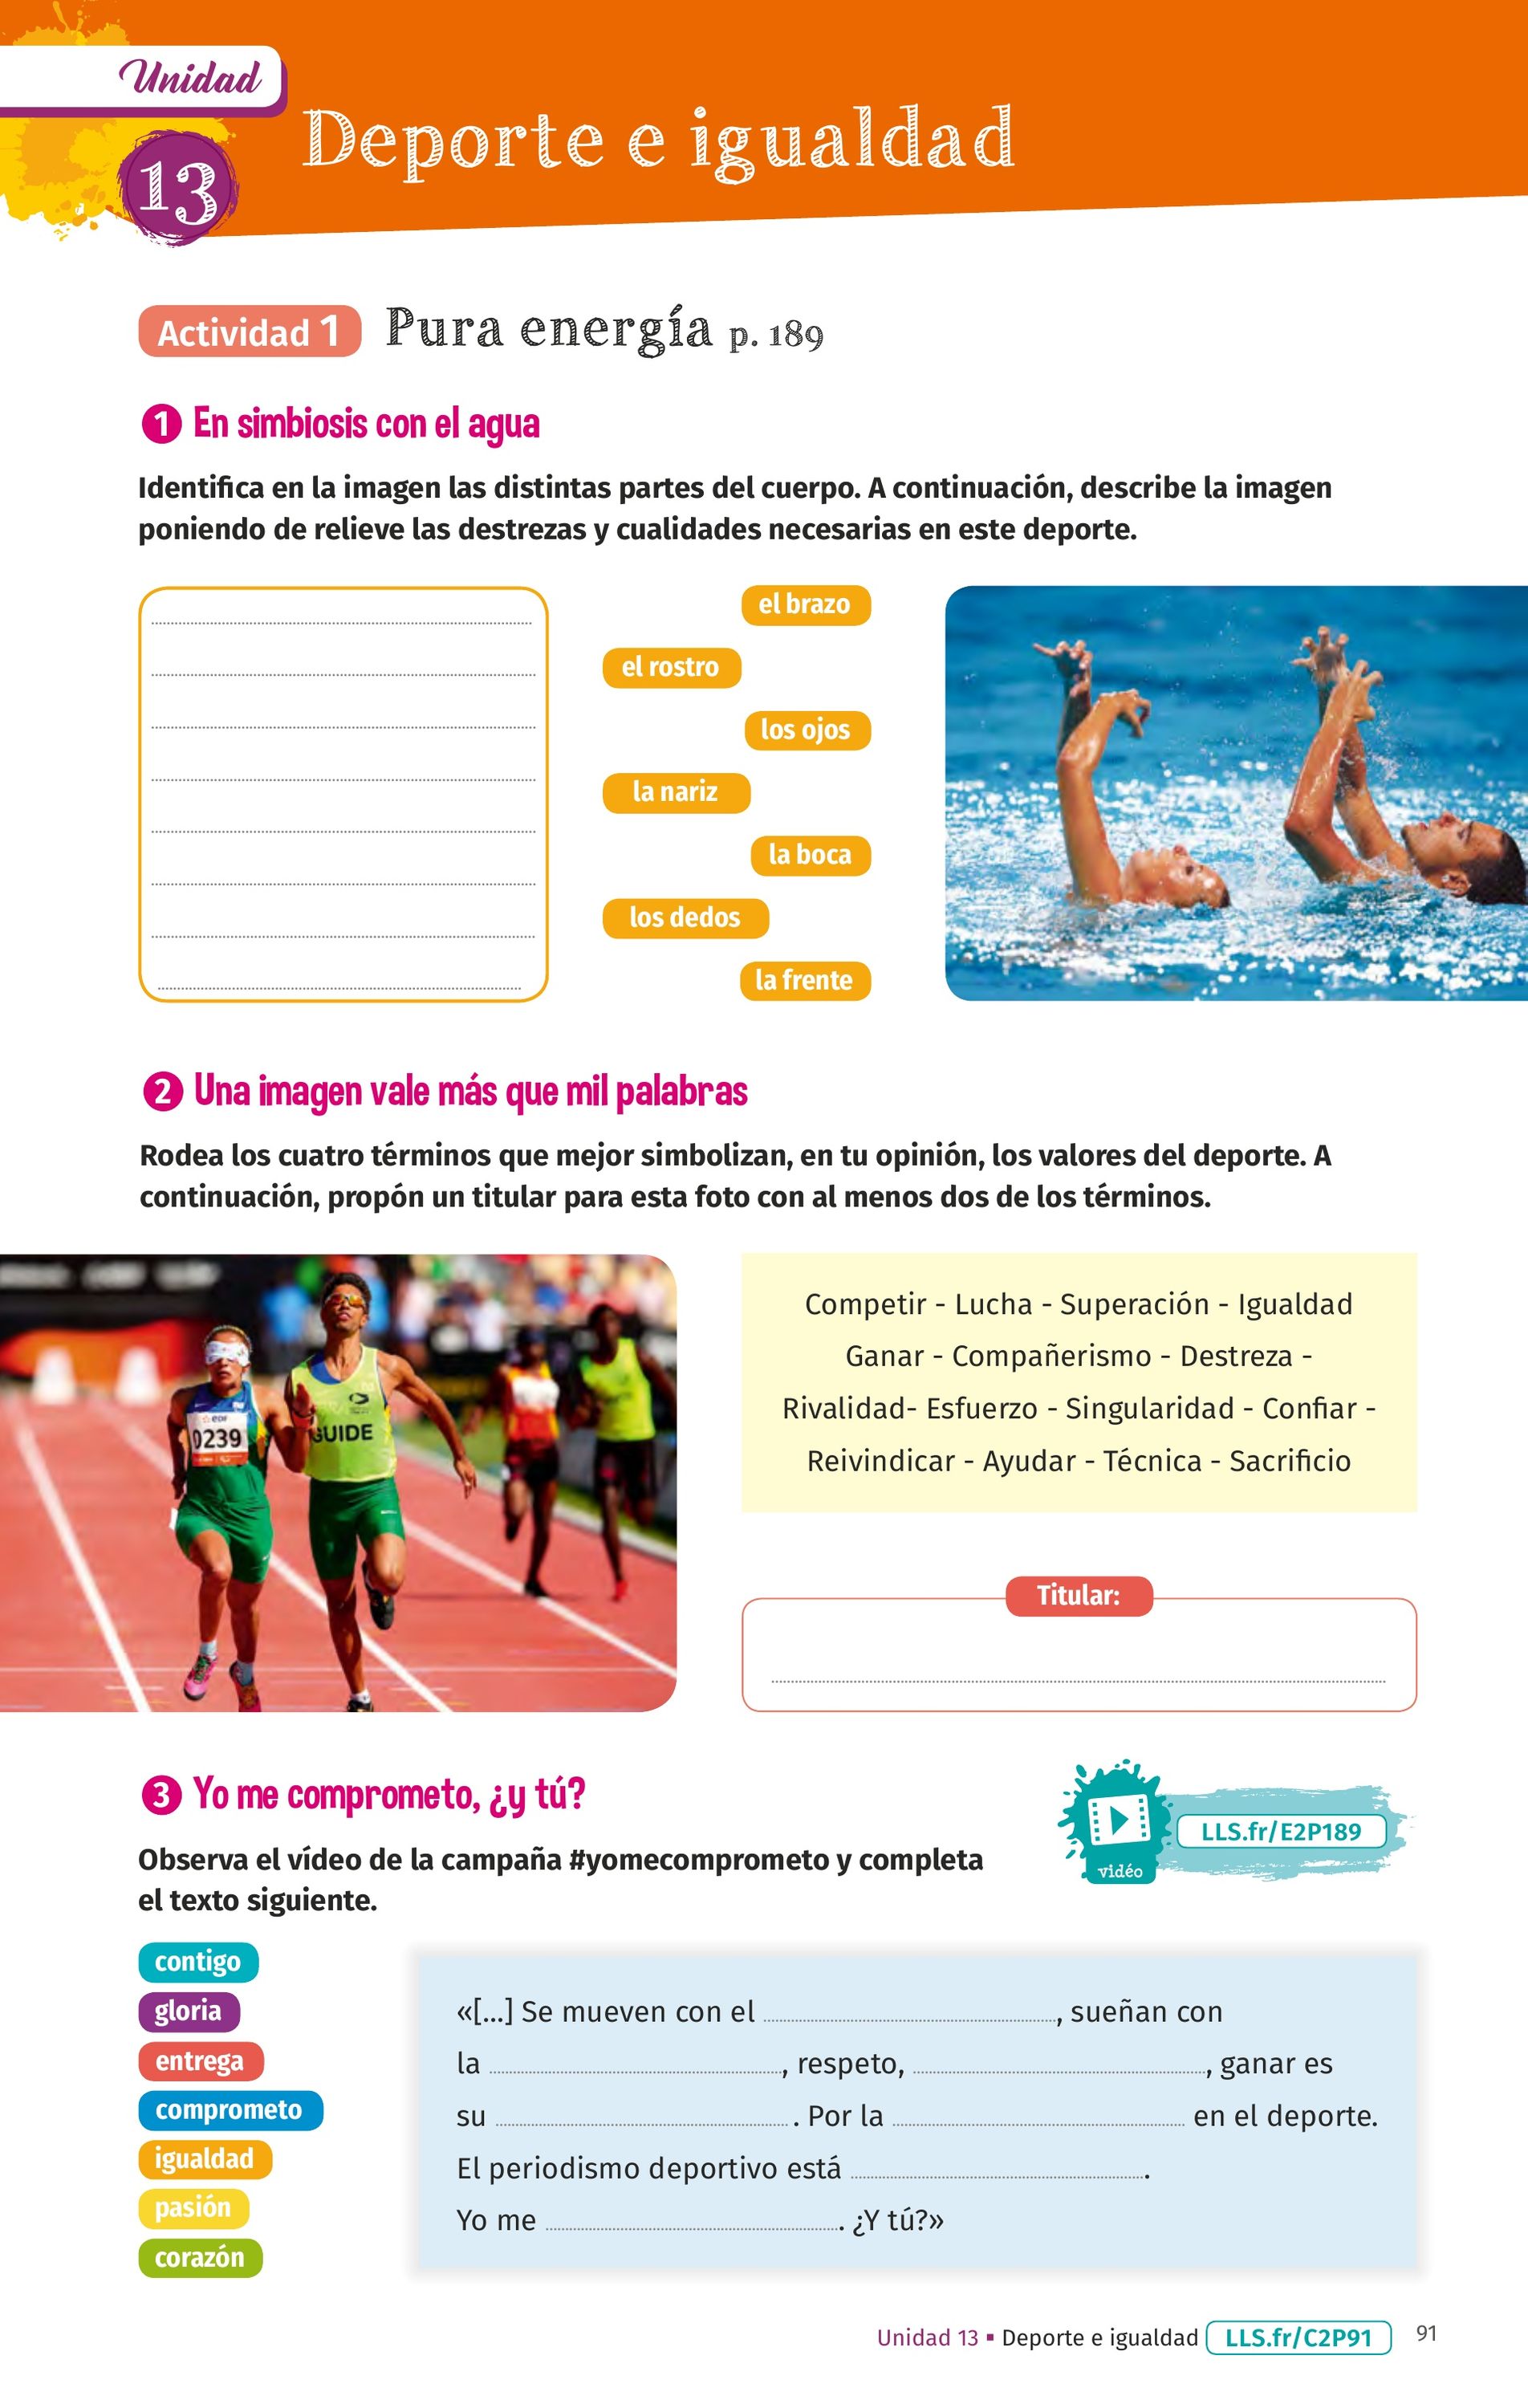 Unidad
13
Deporte e igualdad
Actividad 1 Pura energía p. 189
1 En simbiosis con el agua
Identifica en la imagen las distintas partes del cuerpo. A continuación, describe la imagen
poniendo de relieve las destrezas y cualidades necesarias en este deporte.
el brazo
el rostro
los ojos
la nariz
la boca
los dedos
la frente
2 Una imagen vale más que mil palabras
Rodea los cuatro términos que mejor simbolizan, en tu opinión, los valores del deporte. A
continuación, propón un titular para esta foto con al menos dos de los términos.
edF
0239
GUIDE
Competir - Lucha - Superación - Igualdad
Ganar - Compañerismo - Destreza -
Rivalidad- Esfuerzo - Singularidad - Confiar -
Reivindicar - Ayudar - Técnica - Sacrificio
Titular:
3 Yo me comprometo, ¿y tú?
Observa el vídeo de la campaña #yomecomprometo y completa
el texto siguiente.
vidéo
LLS.fr/E2P189
contigo
gloria
entrega
comprometo
igualdad
pasión
corazón
«[...] Se mueven con el ................, sueñan con
la ................, respeto, ................, ganar es
su ................. Por la ................ en el deporte.
El periodismo deportivo está .................
Yo me ................. ¿Y tú?»
Unidad 13 ▪ Deporte e igualdad LLS.fr/C2P91 91